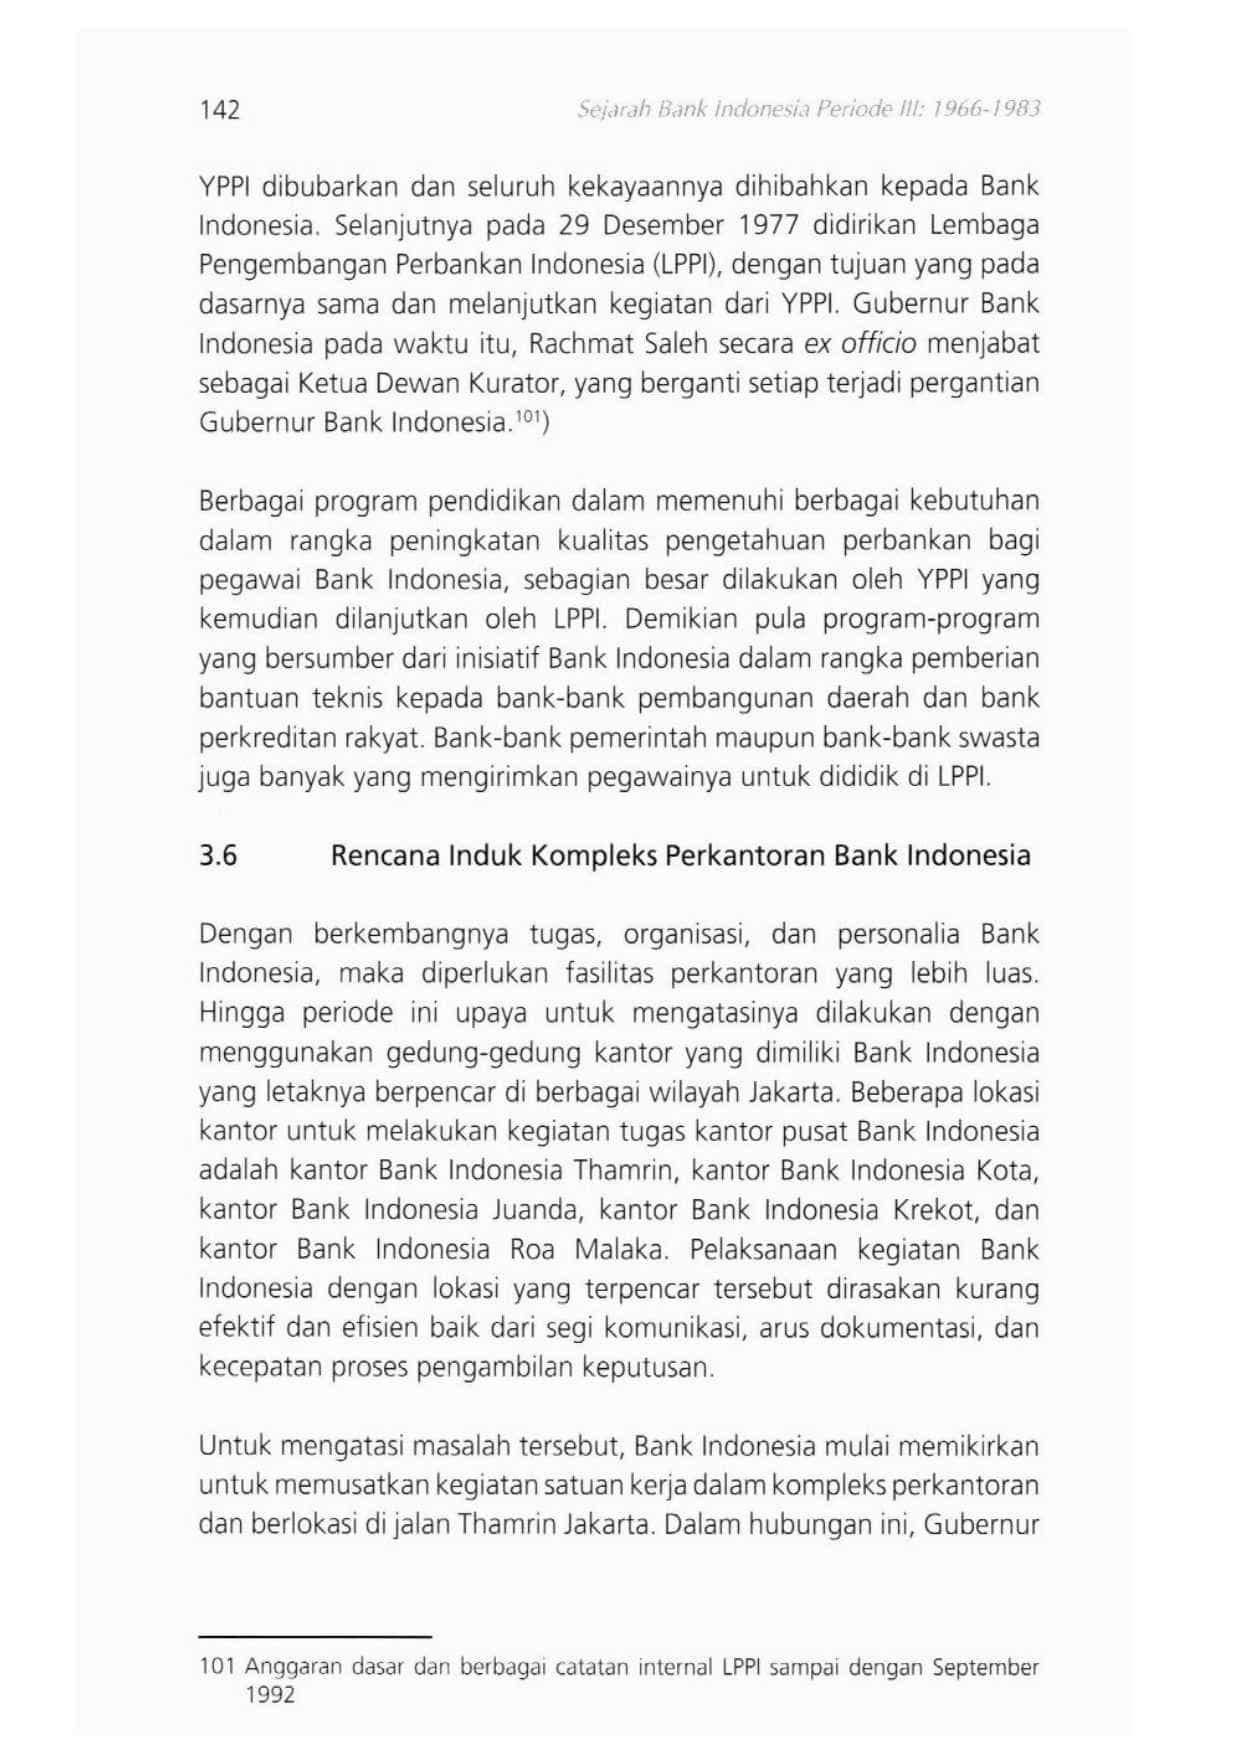 142
Sejarah Bank Indonesia Periode III: 1966-1983
YPPI dibubarkan dan seluruh kekayaannya dihibahkan kepada Bank
Indonesia. Selanjutnya pada 29 Desember 1977 didirikan Lembaga
Pengembangan Perbankan Indonesia (LPPI), dengan tujuan yang pada
dasarnya sama dan melanjutkan kegiatan dari YPPI. Gubernur Bank
Indonesia pada waktu itu, Rachmat Saleh secara ex officio menjabat
sebagai Ketua Dewan Kurator, yang berganti setiap terjadi pergantian
Gubernur Bank Indonesia.¹⁰¹)
Berbagai program pendidikan dalam memenuhi berbagai kebutuhan
dalam rangka peningkatan kualitas pengetahuan perbankan bagi
pegawai Bank Indonesia, sebagian besar dilakukan oleh YPPI yang
kemudian dilanjutkan oleh LPPI. Demikian pula program-program
yang bersumber dari inisiatif Bank Indonesia dalam rangka pemberian
bantuan teknis kepada bank-bank pembangunan daerah dan bank
perkreditan rakyat. Bank-bank pemerintah maupun bank-bank swasta
juga banyak yang mengirimkan pegawainya untuk dididik di LPPI.
3.6 Rencana Induk Kompleks Perkantoran Bank Indonesia
Dengan berkembangnya tugas, organisasi, dan personalia Bank
Indonesia, maka diperlukan fasilitas perkantoran yang lebih luas.
Hingga periode ini upaya untuk mengatasinya dilakukan dengan
menggunakan gedung-gedung kantor yang dimiliki Bank Indonesia
yang letaknya berpencar di berbagai wilayah Jakarta. Beberapa lokasi
kantor untuk melakukan kegiatan tugas kantor pusat Bank Indonesia
adalah kantor Bank Indonesia Thamrin, kantor Bank Indonesia Kota,
kantor Bank Indonesia Juanda, kantor Bank Indonesia Krekot, dan
kantor Bank Indonesia Roa Malaka. Pelaksanaan kegiatan Bank
Indonesia dengan lokasi yang terpencar tersebut dirasakan kurang
efektif dan efisien baik dari segi komunikasi, arus dokumentasi, dan
kecepatan proses pengambilan keputusan.
Untuk mengatasi masalah tersebut, Bank Indonesia mulai memikirkan
untuk memusatkan kegiatan satuan kerja dalam kompleks perkantoran
dan berlokasi di jalan Thamrin Jakarta. Dalam hubungan ini, Gubernur
101 Anggaran dasar dan berbagai catatan internal LPPI sampai dengan September
1992